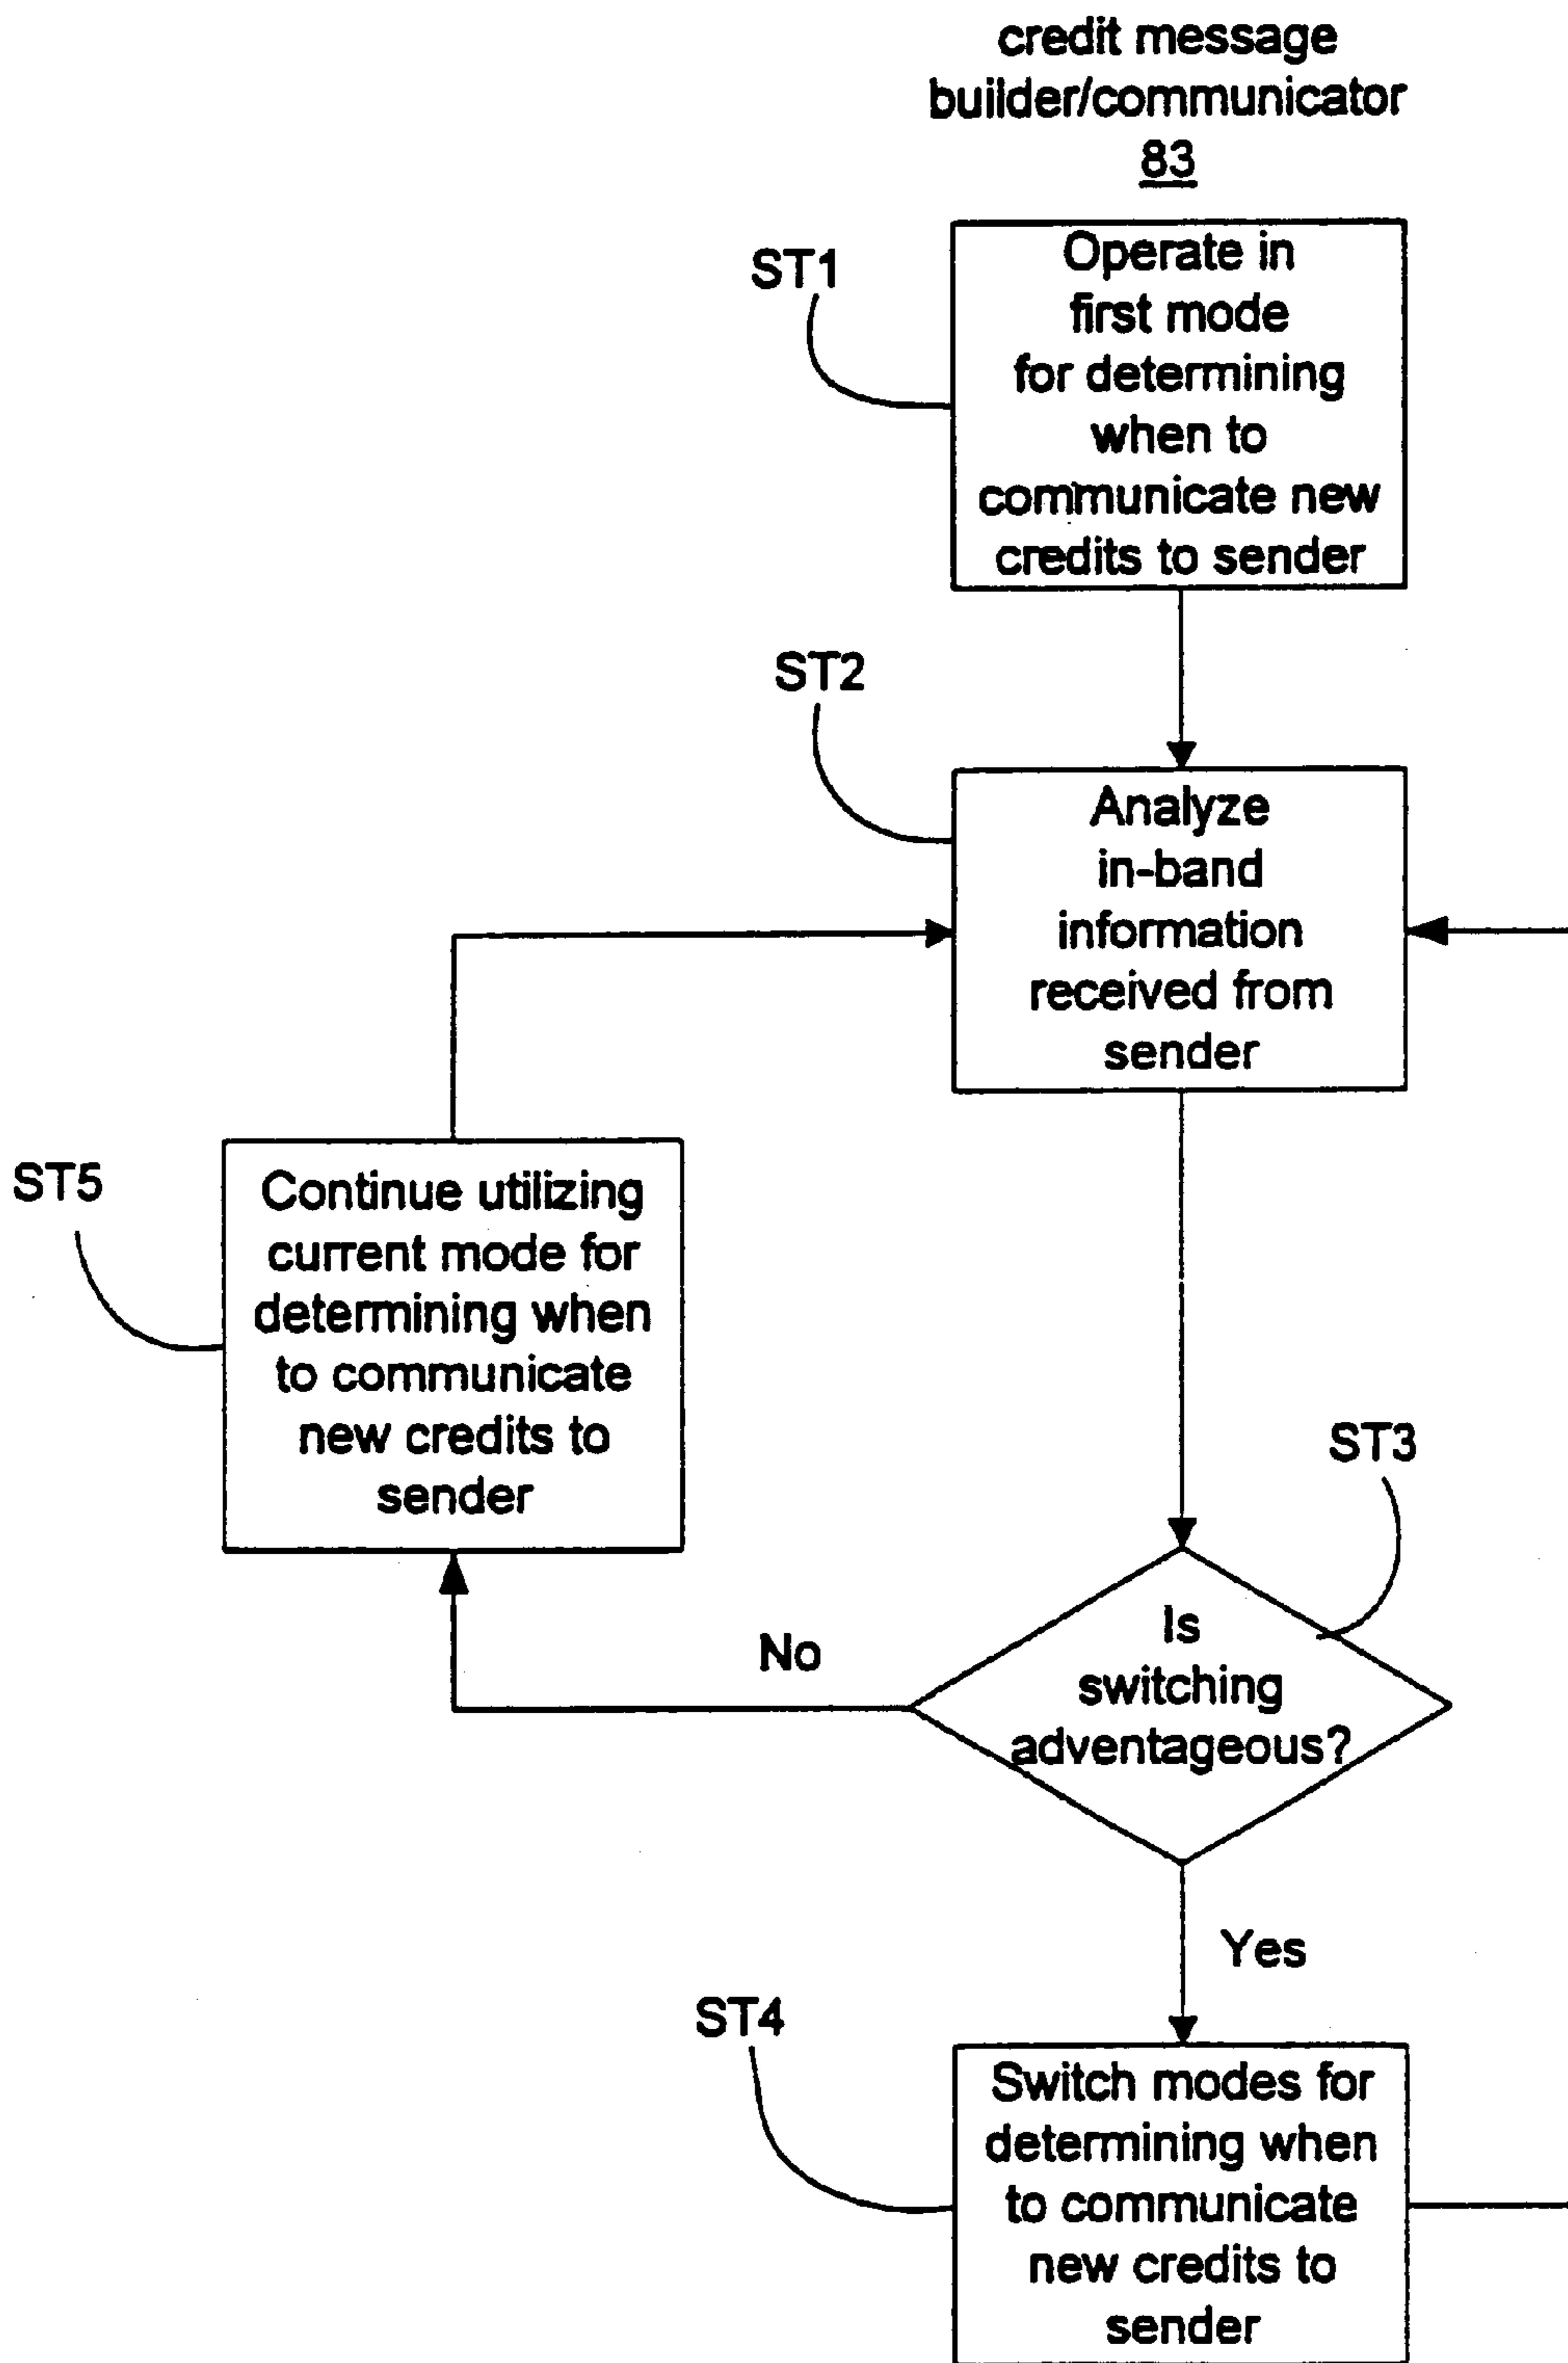 credit message
builder/communicator
83
ST1
Operate in
first mode
for determining
when to
communicate new
credits to sender
ST2
Analyze
in-band
information
received from
sender
ST5
Continue utilizing
current mode for
determining when
to communicate
new credits to
sender
ST3
Is
switching
adventageous?
No
Yes
ST4
Switch modes for
determining when
to communicate
new credits to
sender